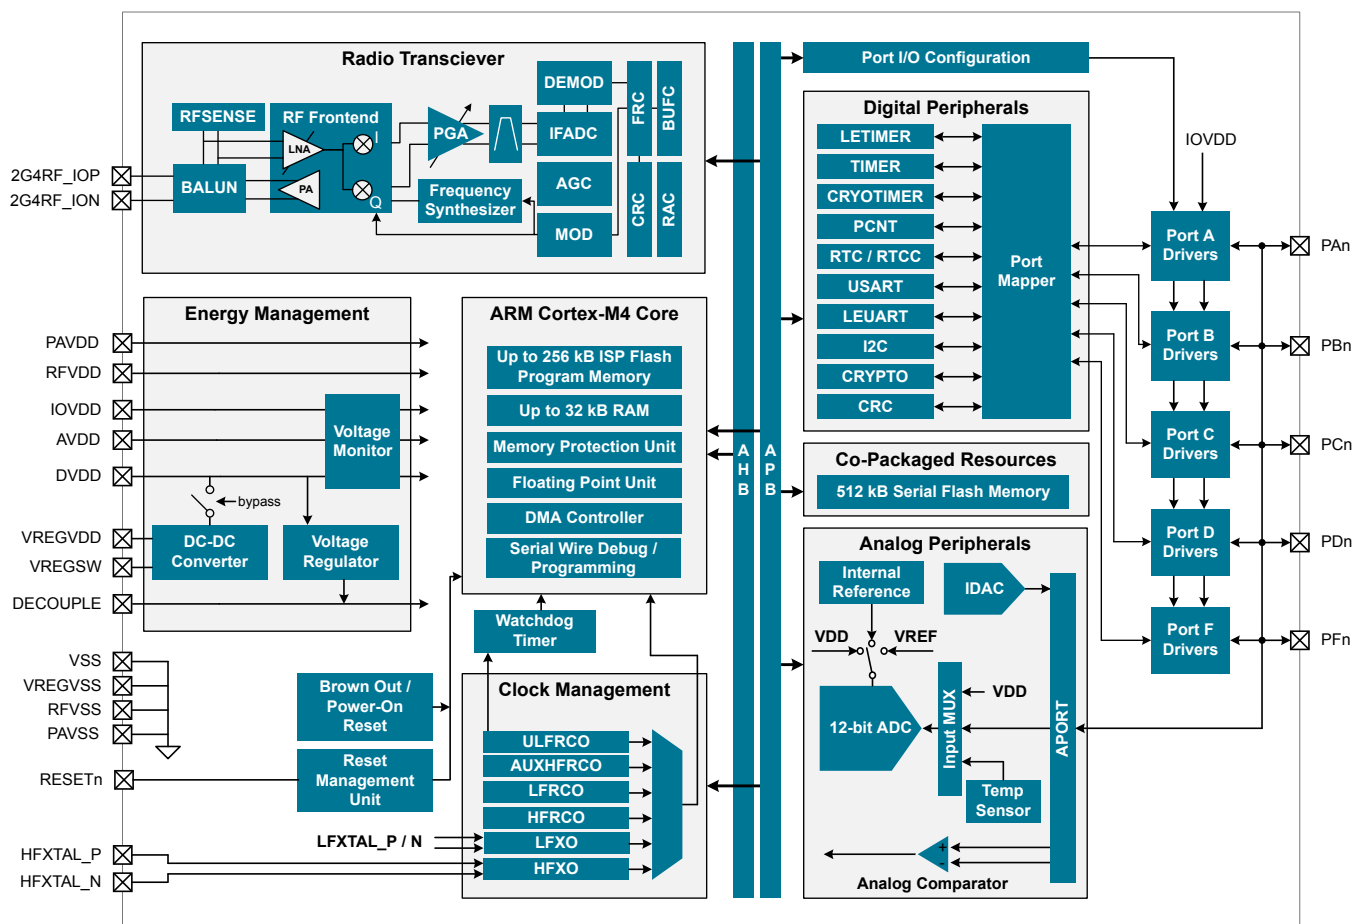 Radio Transciever
RFSENSE
RF Frontend
LNA
I
PA
Q
BALUN
PGA
Frequency
Synthesizer
DEMOD
IFADC
AGC
MOD
FRC
BUFC
CRC
RAC
2G4RF_IOP
2G4RF_ION
Energy Management
PAVDD
RFVDD
IOVDD
AVDD
DVDD
Voltage
Monitor
bypass
VREGVDD
VREGSW
DC-DC
Converter
Voltage
Regulator
DECOUPLE
VSS
VREGVSS
RFVSS
PAVSS
RESETn
HFXTAL_P
HFXTAL_N
ARM Cortex-M4 Core
Up to 256 kB ISP Flash
Program Memory
Up to 32 kB RAM
Memory Protection Unit
Floating Point Unit
DMA Controller
Serial Wire Debug /
Programming
Watchdog
Timer
Brown Out /
Power-On
Reset
Reset
Management
Unit
Clock Management
ULFRCO
AUXHFRCO
LFRCO
HFRCO
LFXO
HFXO
LFXTAL_P / N
AHB
APB
Port I/O Configuration
Digital Peripherals
LETIMER
TIMER
CRYOTIMER
PCNT
RTC / RTCC
USART
LEUART
I2C
CRYPTO
CRC
Port
Mapper
Co-Packaged Resources
512 kB Serial Flash Memory
Analog Peripherals
Internal
Reference
IDAC
VDD
VREF
12-bit ADC
Input MUX
VDD
APORT
Temp
Sensor
+
-
Analog Comparator
IOVDD
Port A
Drivers
Port B
Drivers
Port C
Drivers
Port D
Drivers
Port F
Drivers
PAn
PBn
PCn
PDn
PFn